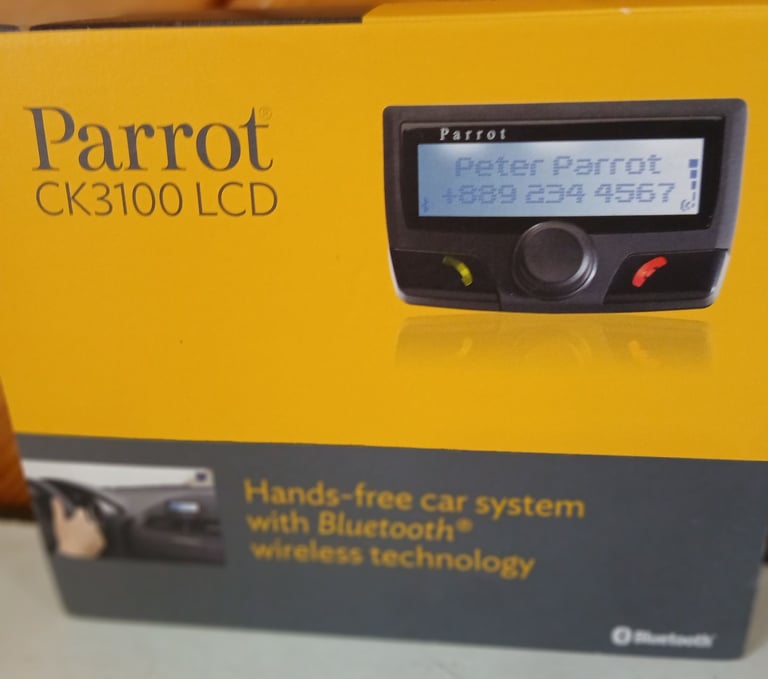 Parrot®
CK3100 LCD
Parrot
Peter Parrot
+889 234 4567
Hands-free car system
with Bluetooth®
wireless technology
Bluetooth®